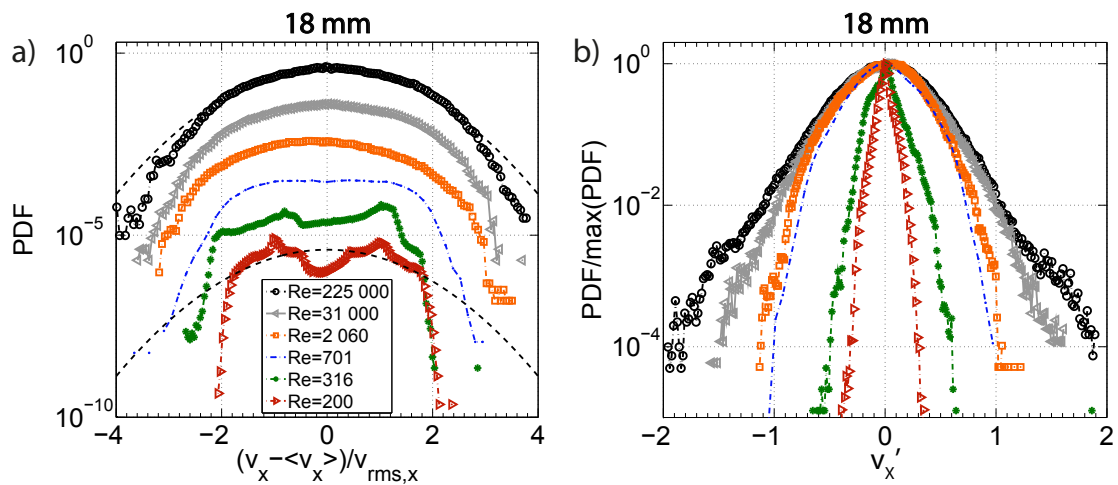 18 mm
a)
10^0
10^-5
10^-10
PDF
−4
−2
0
2
4
(v_x−<v_x>)/v_rms,x
Re=225 000
Re=31 000
Re=2 060
Re=701
Re=316
Re=200
18 mm
b)
10^0
10^-2
10^-4
PDF/max(PDF)
−2
−1
0
1
2
v_x'